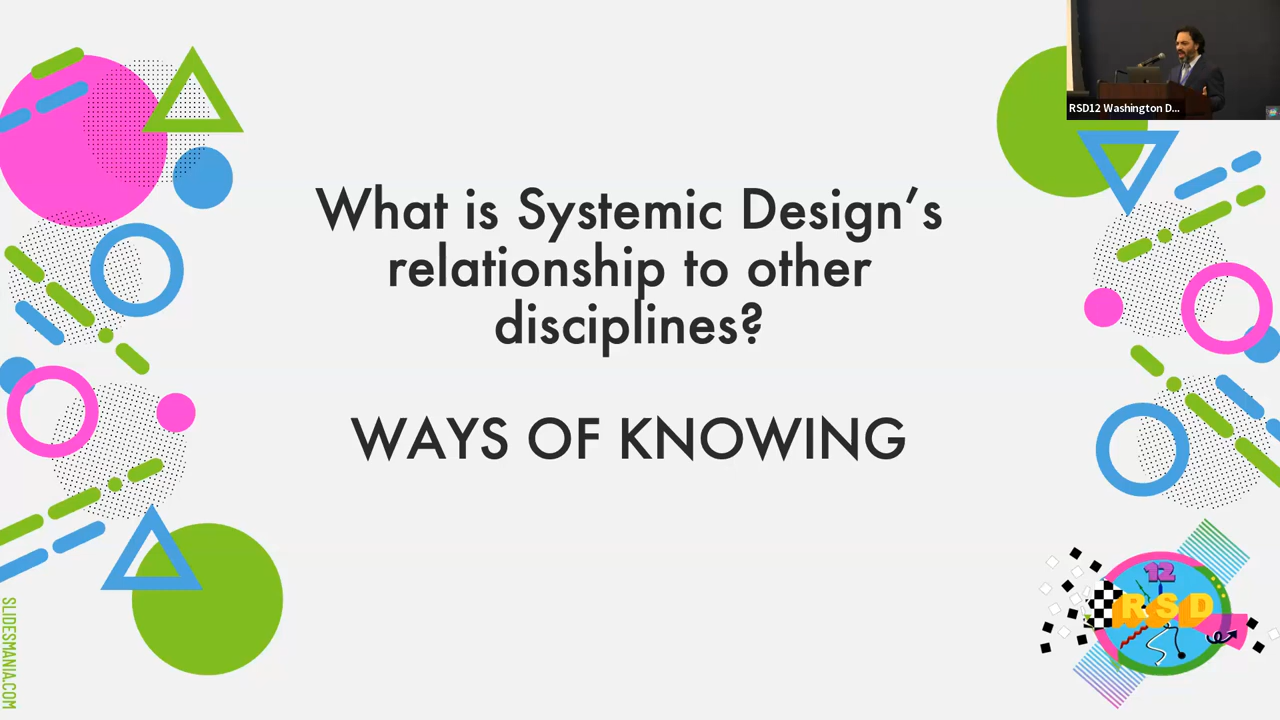 RSD12 Washington D...
What is Systemic Design’s
relationship to other
disciplines?
WAYS OF KNOWING
12
RSD
SLIDESMANIA.COM